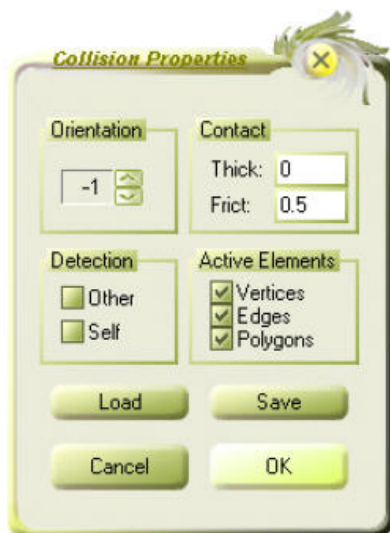 Collision Properties
Orientation
Contact
-1
Thick: 0
Frict: 0.5
Detection
Active Elements
Other
Self
Vertices
Edges
Polygons
Load
Save
Cancel
OK